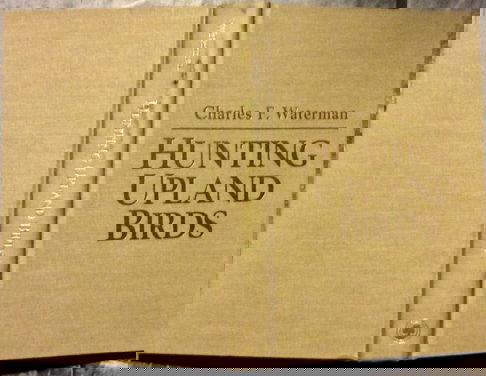 Charles F. Waterman
HUNTING
UPLAND
BIRDS